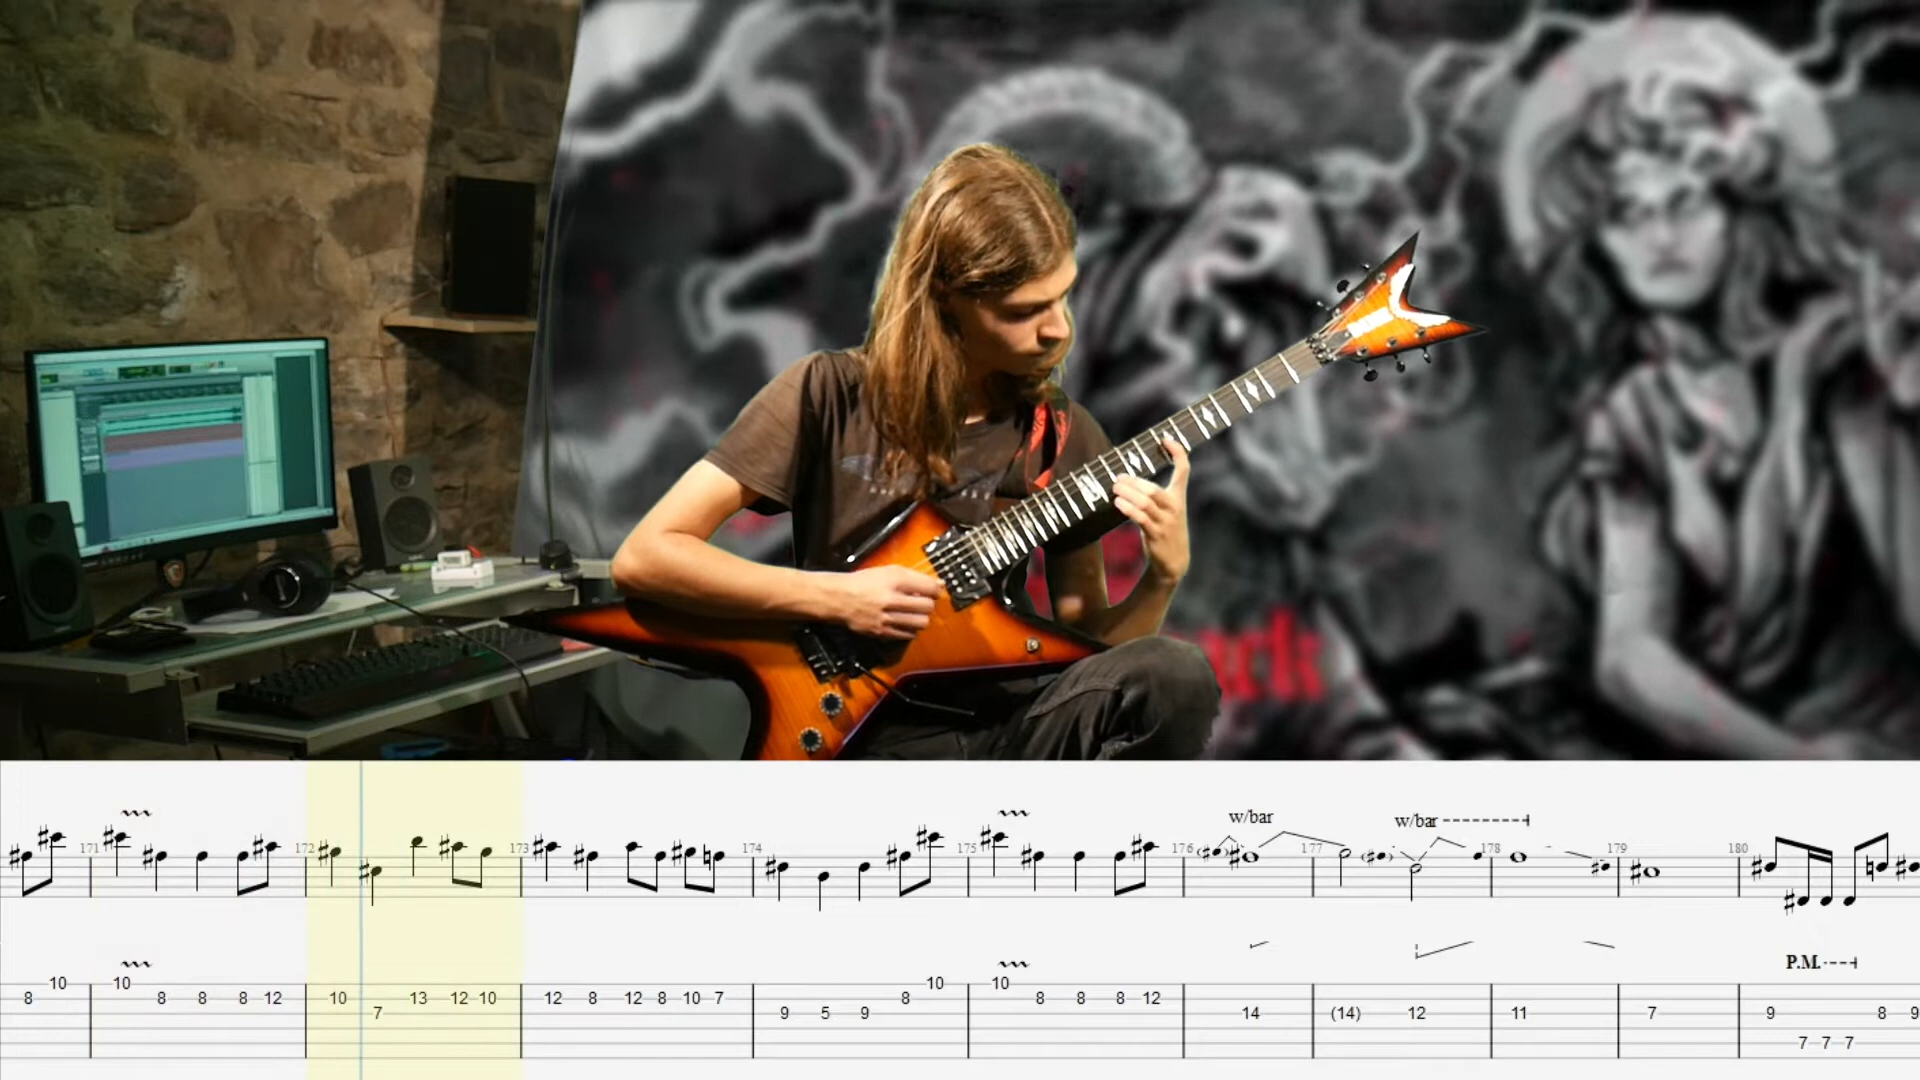 ark
171 172 173 174 175 176 177 178 179 180
w/bar w/bar
P.M.
10 10 10 10
8 8 8 8 12 10 13 12 10 12 8 12 8 10 7 8 8 8 8 12
7 9 5 9 14 (14) 12 11 7 9 8 9
7 7 7